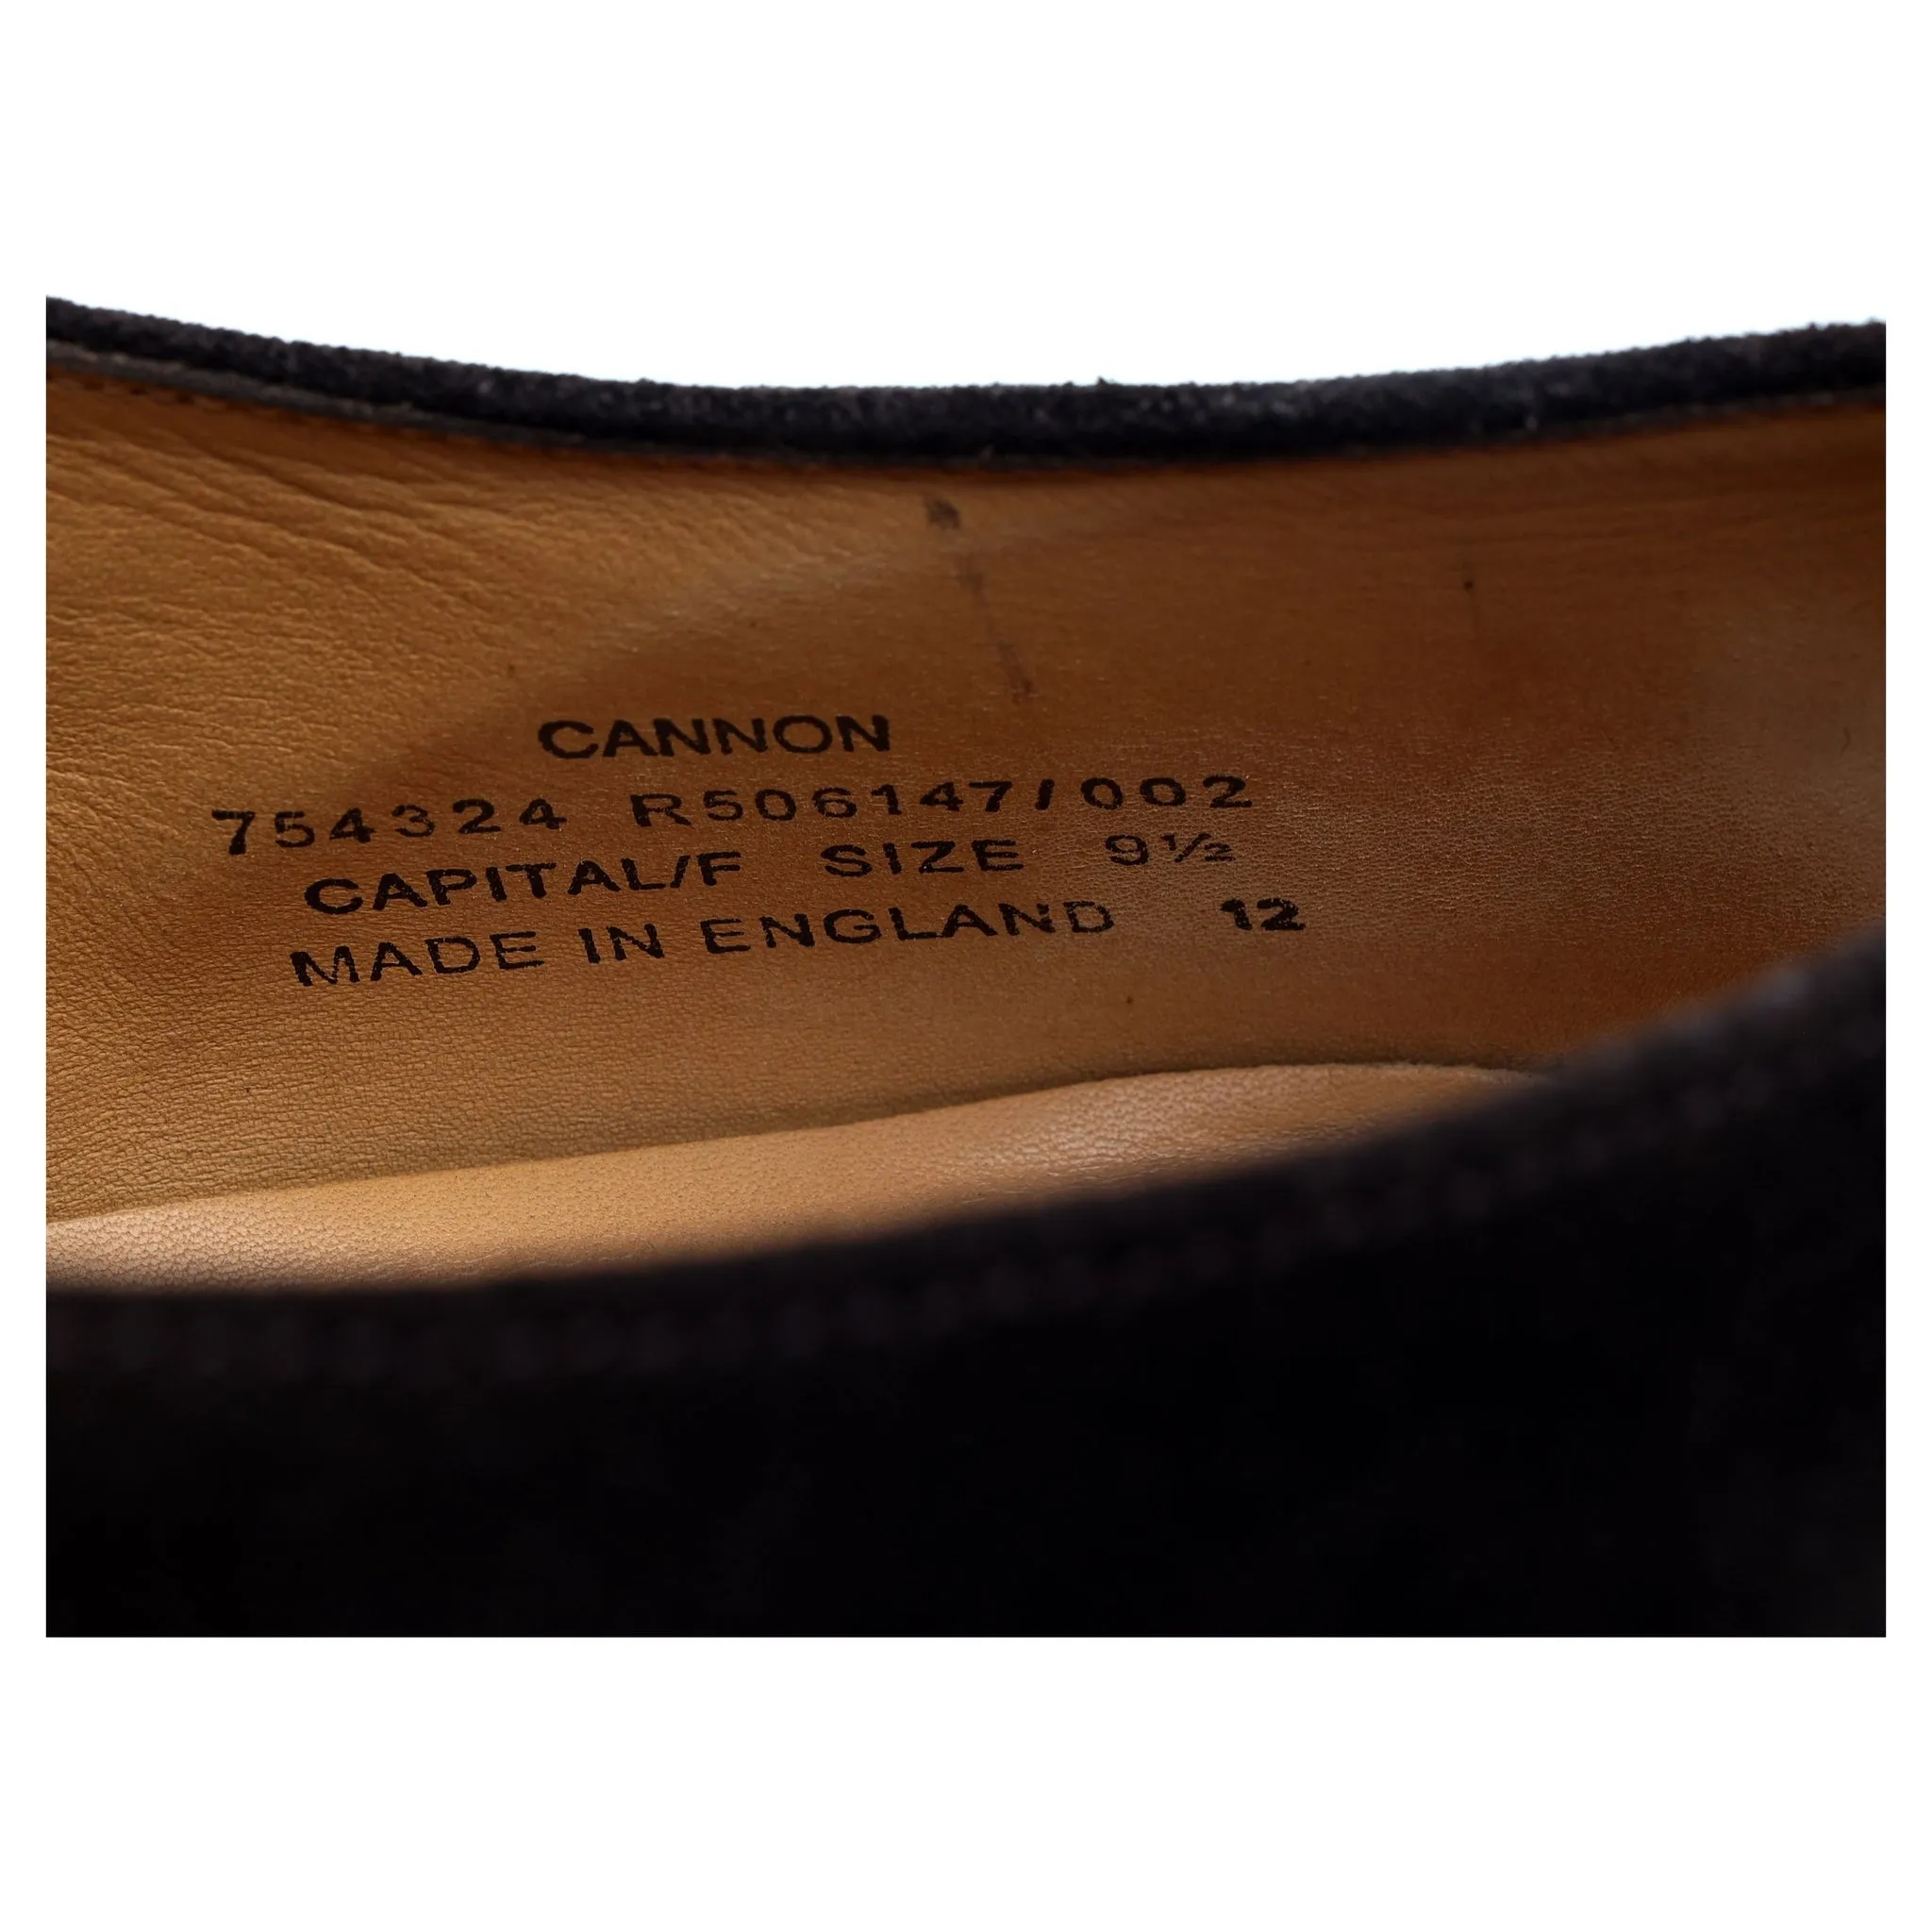 CANNON
754324 R506147/002
CAPITAL/F SIZE 9½
MADE IN ENGLAND 12